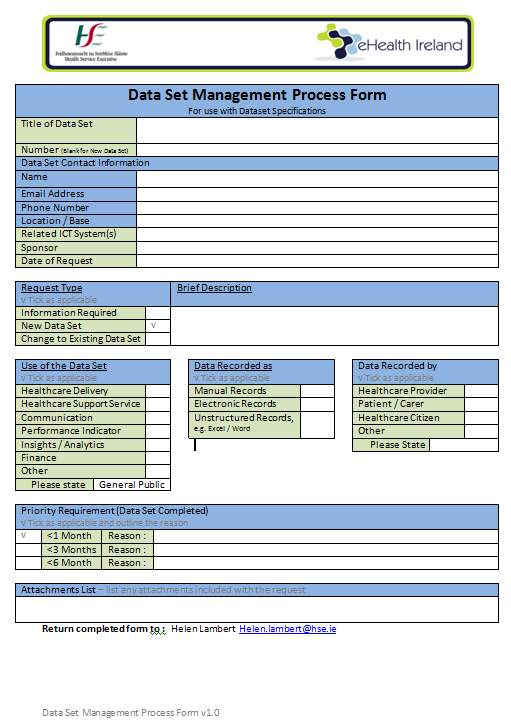 Feidhmeannacht na Seirbhíse Sláinte
Health Service Executive
eHealth Ireland
Data Set Management Process Form
For use with Dataset Specifications
Title of Data Set
Number (Blank for New Data Set)
Data Set Contact Information
Name
Email Address
Phone Number
Location / Base
Related ICT System(s)
Sponsor
Date of Request
Request Type Brief Description
√ Tick as applicable
Information Required
New Data Set √
Change to Existing Data Set
Use of the Data Set
√ Tick as applicable
Healthcare Delivery
Healthcare Support Service
Communication
Performance Indicator
Insights / Analytics
Finance
Other
Please state General Public
Data Recorded as
√ Tick as applicable
Manual Records
Electronic Records
Unstructured Records,
e.g. Excel / Word
Data Recorded by
√ Tick as applicable
Healthcare Provider
Patient / Carer
Healthcare Citizen
Other
Please State
Priority Requirement (Data Set Completed)
√ Tick as applicable and outline the reason
√ <1 Month Reason :
<3 Months Reason :
<6 Month Reason :
Attachments List – list any attachments included with the request
Return completed form to ; Helen Lambert Helen.lambert@hse.ie
Data Set Management Process Form v1.0